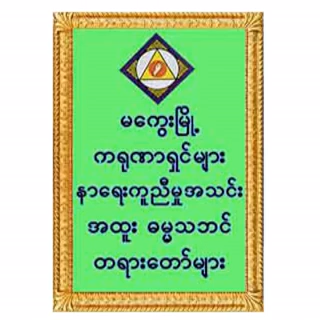 မကွေးမြို့
ကရုဏာရှင်များ
နာရေးကူညီမှုအသင်း
အထူး ဓမ္မသဘင်
တရားတော်များ